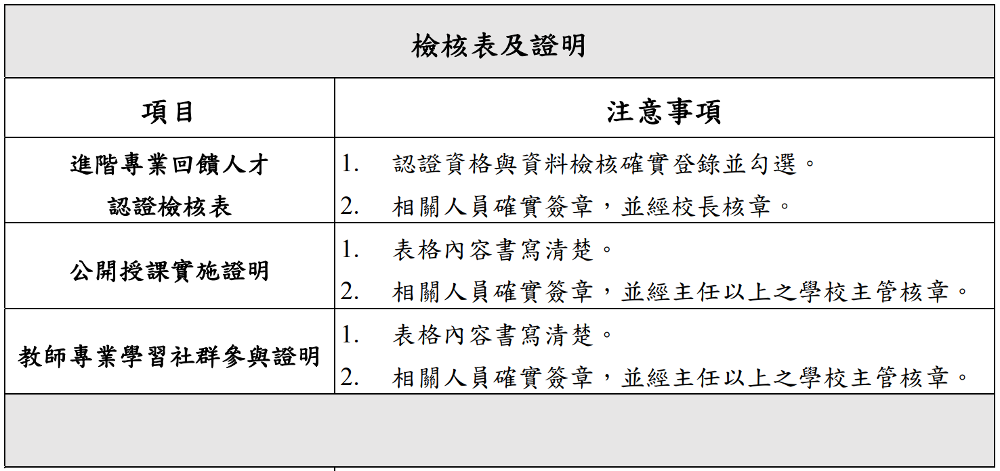 檢核表及證明
項目
注意事項
進階專業回饋人才
認證檢核表
1. 認證資格與資料檢核確實登錄並勾選。
2. 相關人員確實簽章，並經校長核章。
公開授課實施證明
1. 表格內容書寫清楚。
2. 相關人員確實簽章，並經主任以上之學校主管核章。
教師專業學習社群參與證明
1. 表格內容書寫清楚。
2. 相關人員確實簽章，並經主任以上之學校主管核章。